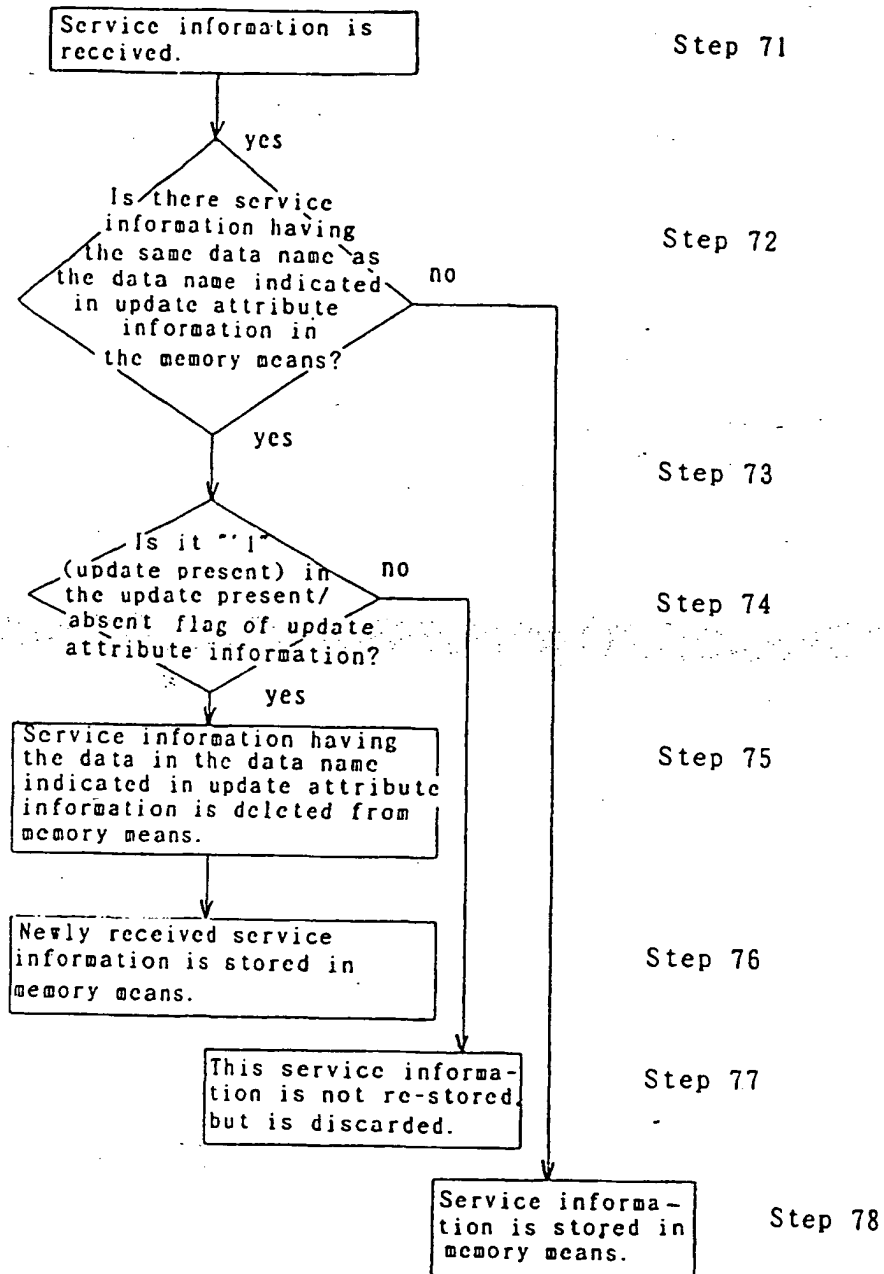 Service information is
received.
Step 71
yes
Is there service
information having
the same data name as
the data name indicated
in update attribute
information in
the memory means?
Step 72
no
yes
Step 73
Is it "'1"
(update present) in
the update present/
absent flag of update
attribute information?
no
Step 74
yes
Service information having
the data in the data name
indicated in update attribute
information is deleted from
memory means.
Step 75
Newly received service
information is stored in
memory means.
Step 76
This service informa-
tion is not re-stored,
but is discarded.
Step 77
Service informa-
tion is stored in
memory means.
Step 78